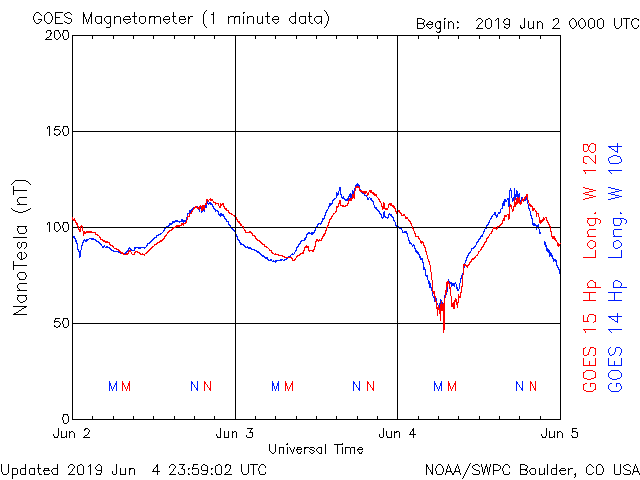 GOES Magnetometer (1 minute data)
Begin: 2019 Jun 2 0000 UTC
200
150
100
50
0
NanoTesla (nT)
M M N N M M N N M M N N
Jun 2 Jun 3 Jun 4 Jun 5
Universal Time
GOES 15 Hp Long. W 128
GOES 14 Hp Long. W 104
Updated 2019 Jun 4 23:59:02 UTC
NOAA/SWPC Boulder, CO USA